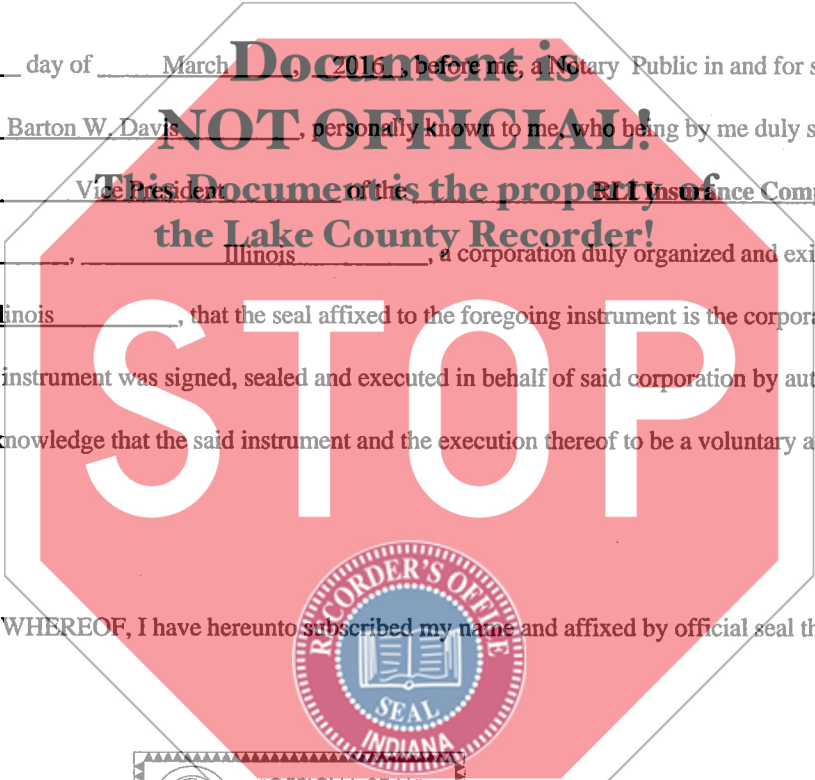 Document is
NOT OFFICIAL!
This Document is the property of
the Lake County Recorder!
STOP
day of March, 2016, before me, a Notary Public in and for s
Barton W. Davis, personally known to me, who being by me duly s
Vice President of the RLI Insurance Comp
, Illinois, a corporation duly organized and exi
linois, that the seal affixed to the foregoing instrument is the corpora
instrument was signed, sealed and executed in behalf of said corporation by aut
nowledge that the said instrument and the execution thereof to be a voluntary a
WHEREOF, I have hereunto subscribed my name and affixed by official seal th
RECORDER'S OFFICE
SEAL
INDIANA